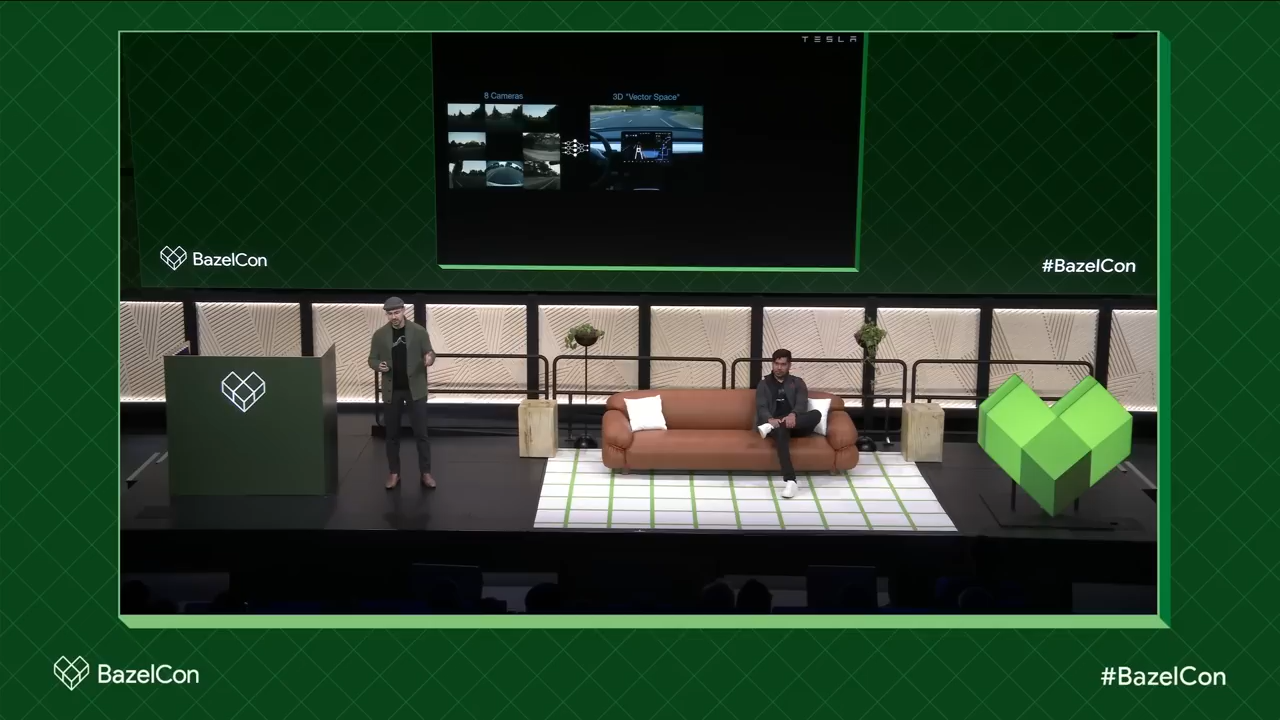 TESLA
8 Cameras
3D "Vector Space"
BazelCon
#BazelCon
BazelCon
#BazelCon